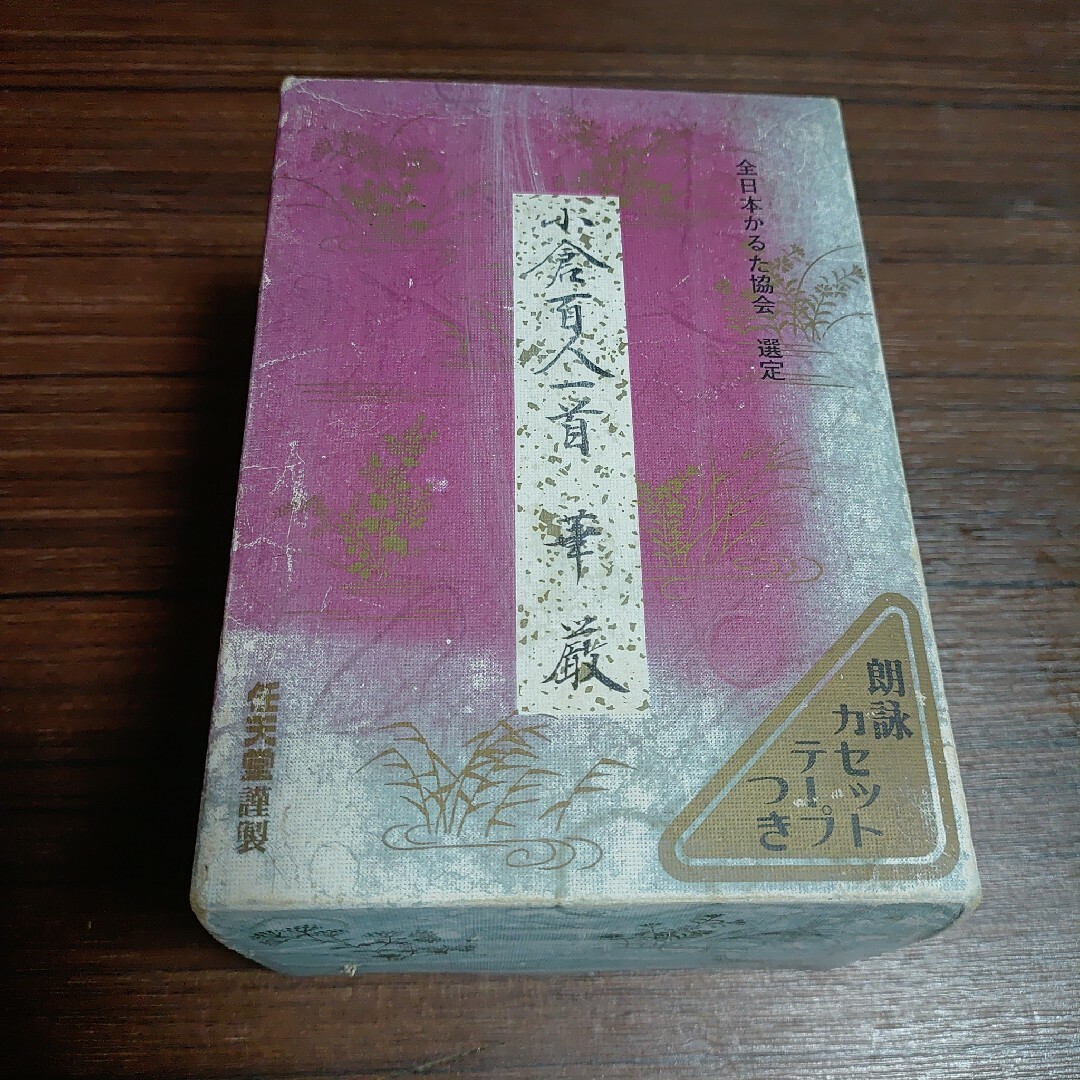 全日本かるた協会 選定
小倉百人一首 華厳
朗詠
カセット
テープ
つき
任天堂謹製